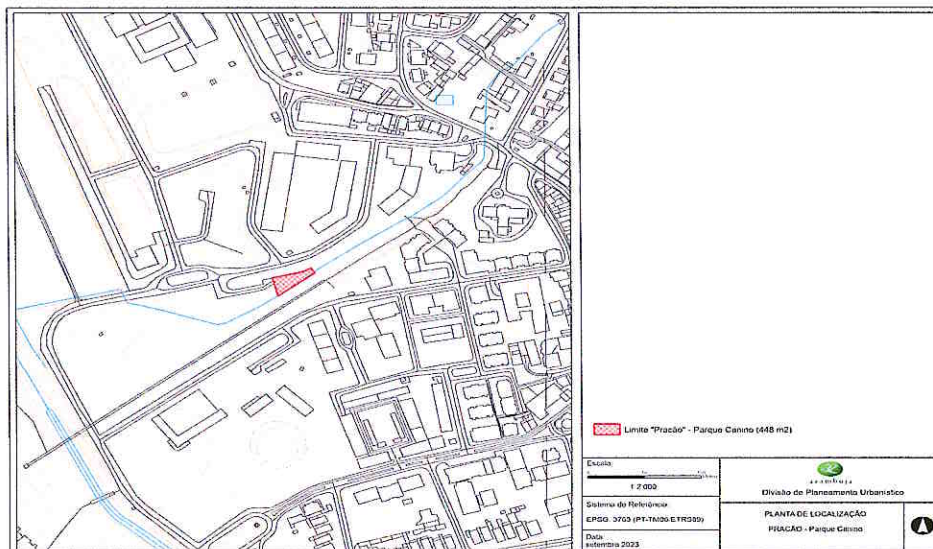 Limite "Pracão" - Parque Canino (448 m2)
Escala
1:2 000
azambuja
Divisão de Planeamento Urbanístico
Sistema de Referência
EPSG: 3763 (PT-TM06/ETRS89)
PLANTA DE LOCALIZAÇÃO
PRACÃO - Parque Canino
Data
setembro 2023